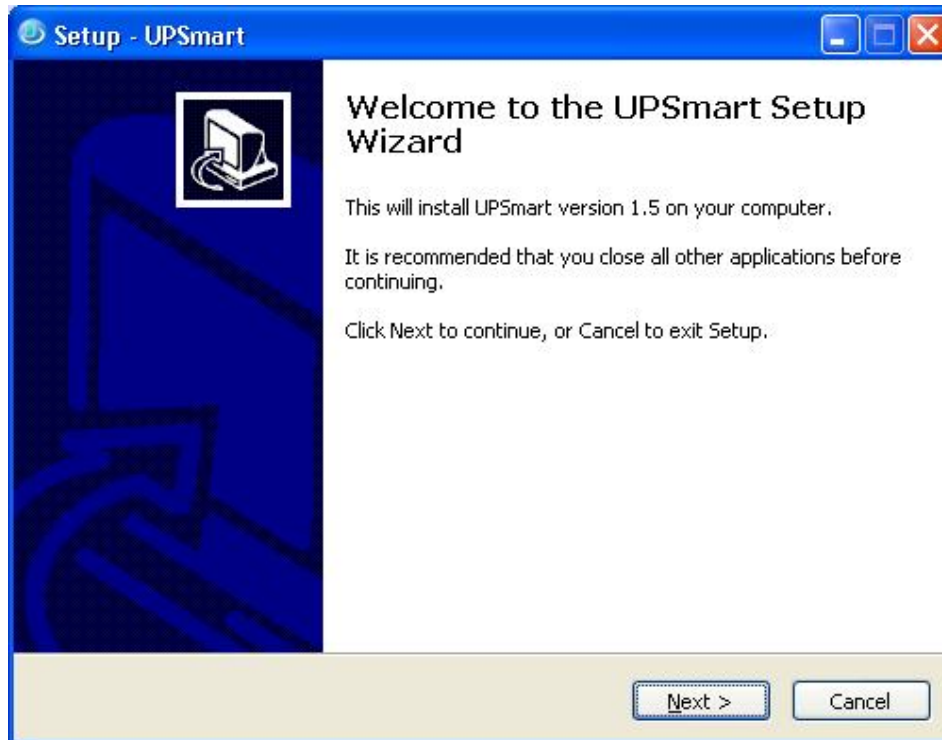 Setup - UPSmart
Welcome to the UPSmart Setup
Wizard
This will install UPSmart version 1.5 on your computer.
It is recommended that you close all other applications before
continuing.
Click Next to continue, or Cancel to exit Setup.
Next >
Cancel